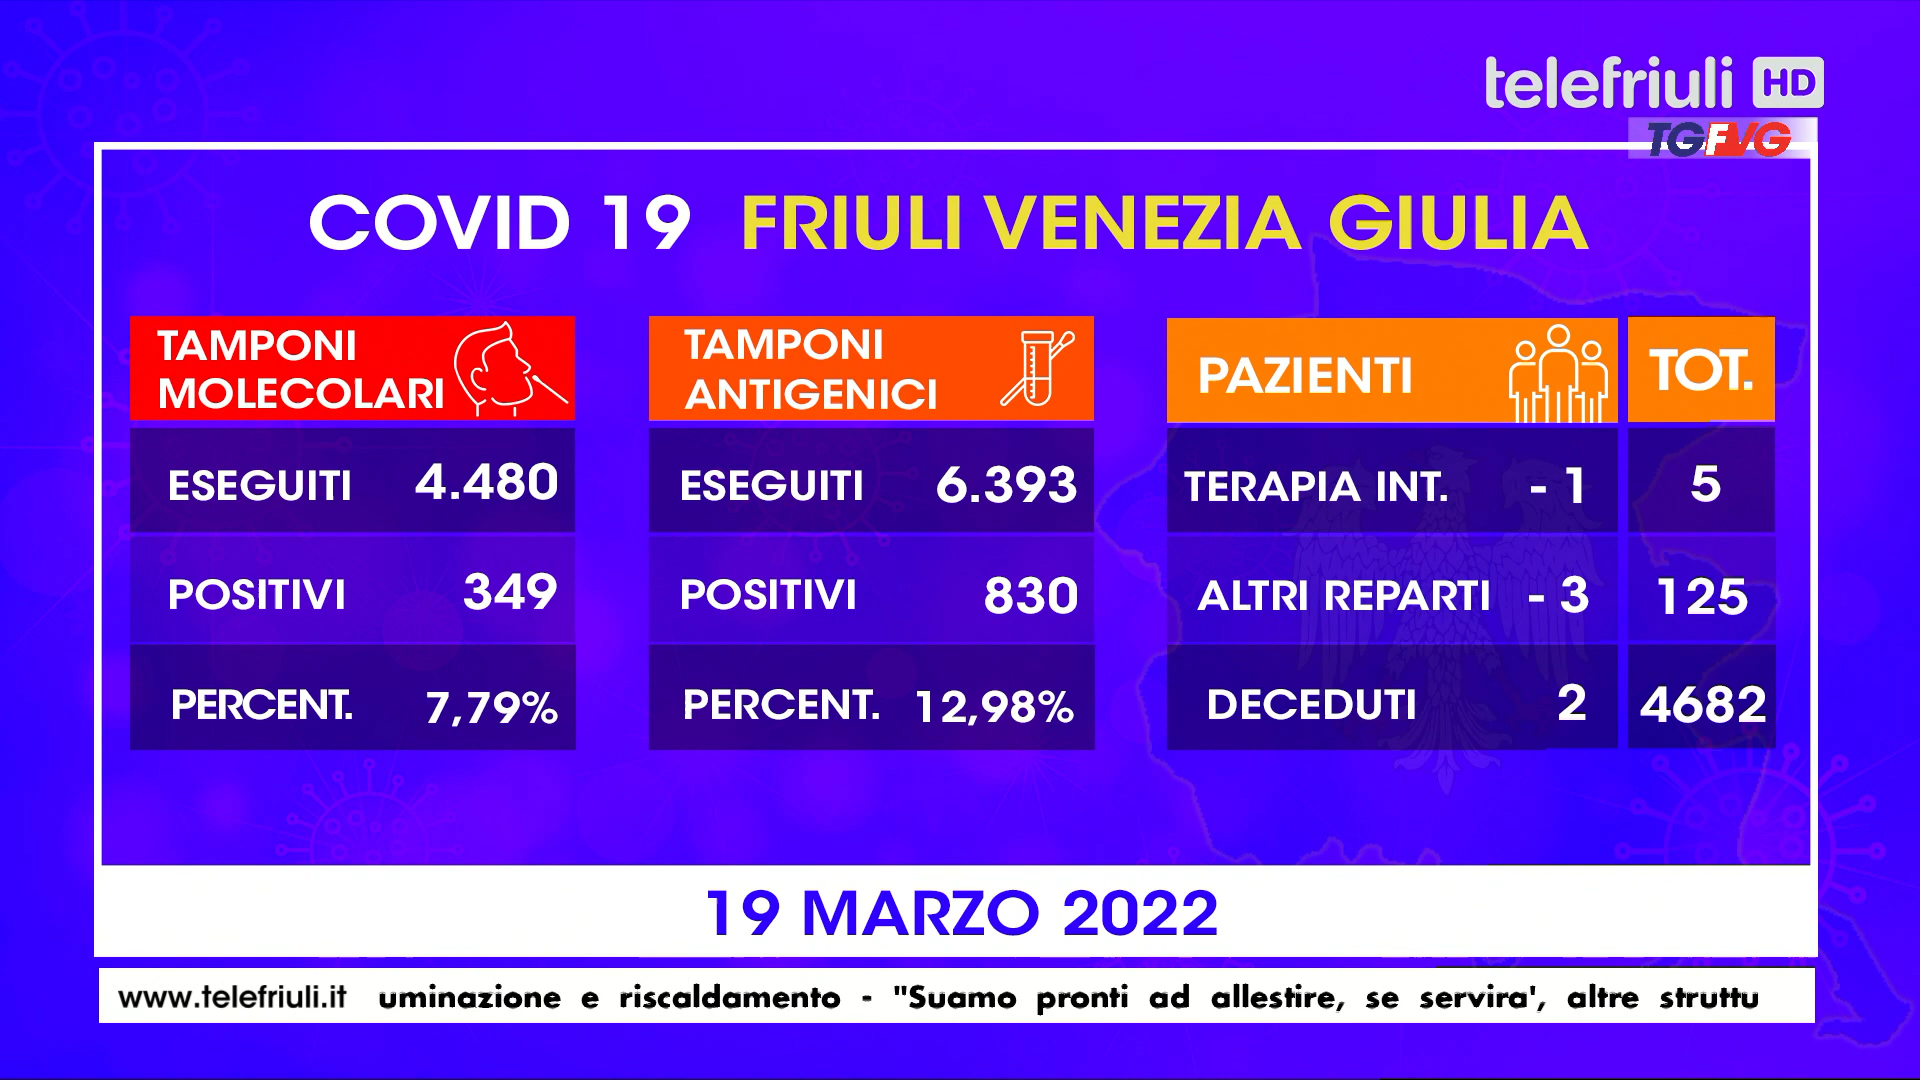 telefriuli HD
TGFVG
COVID 19 FRIULI VENEZIA GIULIA
TAMPONI
MOLECOLARI
ESEGUITI 4.480
POSITIVI 349
PERCENT. 7,79%
TAMPONI
ANTIGENICI
ESEGUITI 6.393
POSITIVI 830
PERCENT. 12,98%
PAZIENTI TOT.
TERAPIA INT. - 1 5
ALTRI REPARTI - 3 125
DECEDUTI 2 4682
19 MARZO 2022
www.telefriuli.it uminazione e riscaldamento - "Suamo pronti ad allestire, se servira', altre struttu